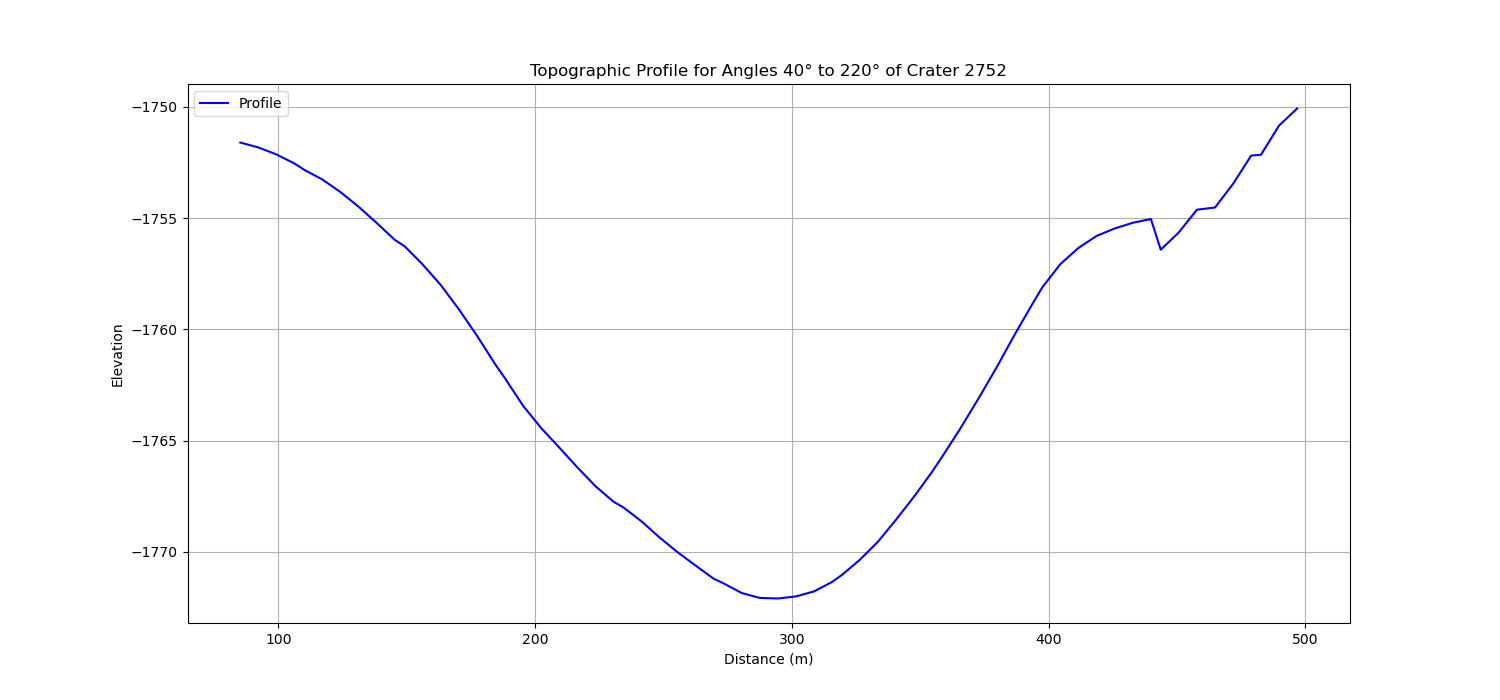 Topographic Profile for Angles 40° to 220° of Crater 2752
Profile
−1750
−1755
−1760
−1765
−1770
Elevation
100 200 300 400 500
Distance (m)